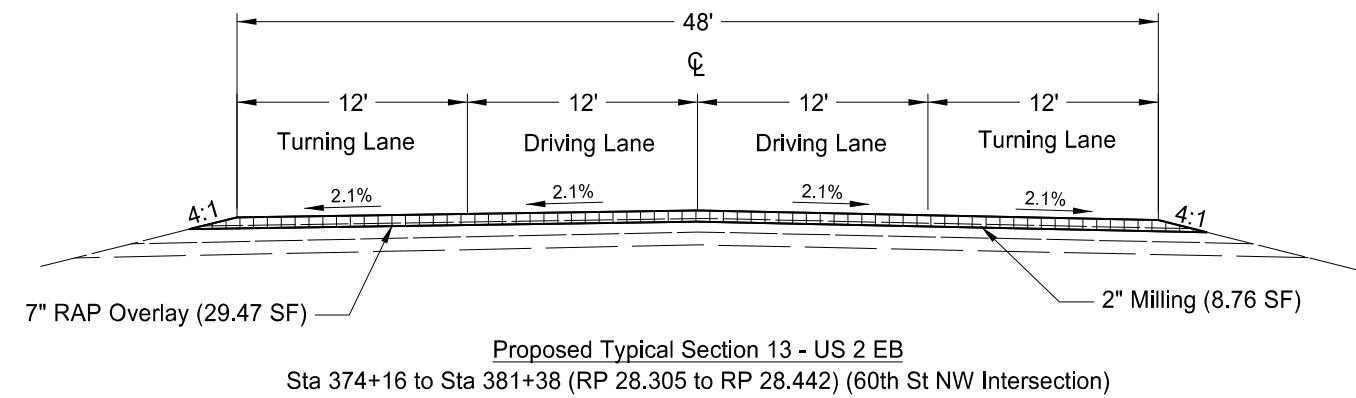 48'
℄
12' 12' 12' 12'
Turning Lane Driving Lane Driving Lane Turning Lane
4:1 2.1% 2.1% 2.1% 2.1% 4:1
7" RAP Overlay (29.47 SF)
2" Milling (8.76 SF)
Proposed Typical Section 13 - US 2 EB
Sta 374+16 to Sta 381+38 (RP 28.305 to RP 28.442) (60th St NW Intersection)